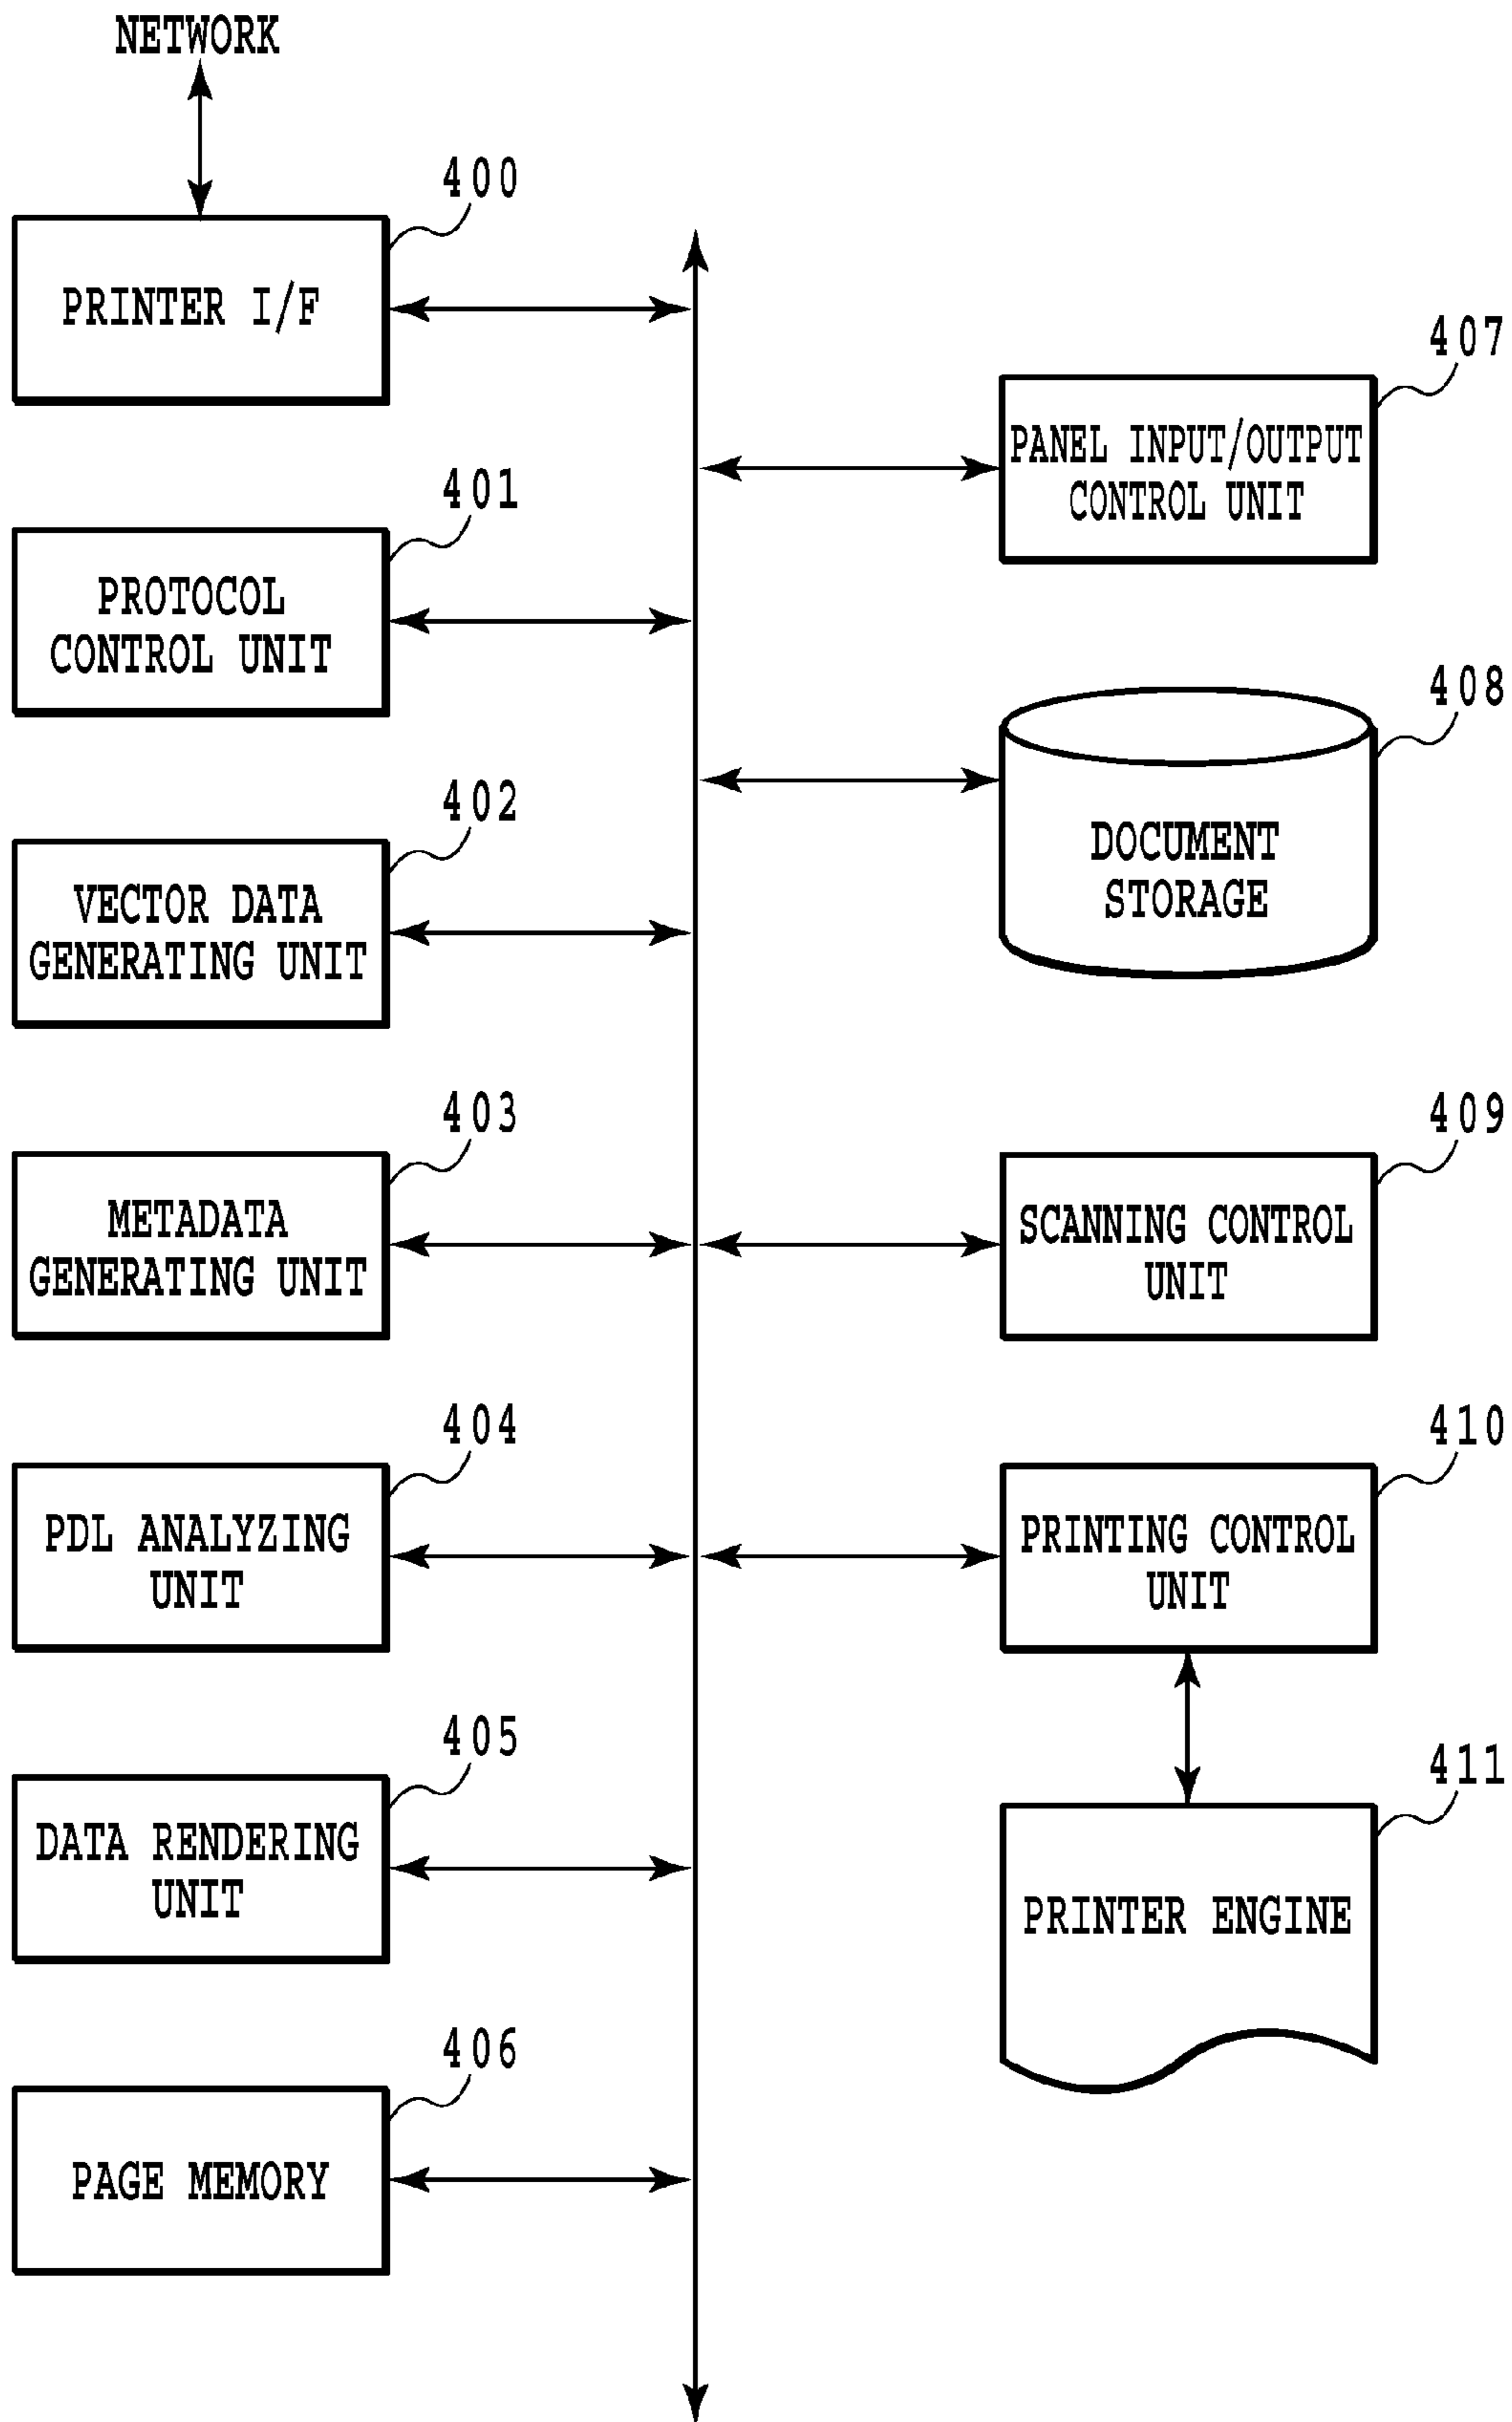 NETWORK
400
PRINTER I/F
401
PROTOCOL
CONTROL UNIT
402
VECTOR DATA
GENERATING UNIT
403
METADATA
GENERATING UNIT
404
PDL ANALYZING
UNIT
405
DATA RENDERING
UNIT
406
PAGE MEMORY
407
PANEL INPUT/OUTPUT
CONTROL UNIT
408
DOCUMENT
STORAGE
409
SCANNING CONTROL
UNIT
410
PRINTING CONTROL
UNIT
411
PRINTER ENGINE